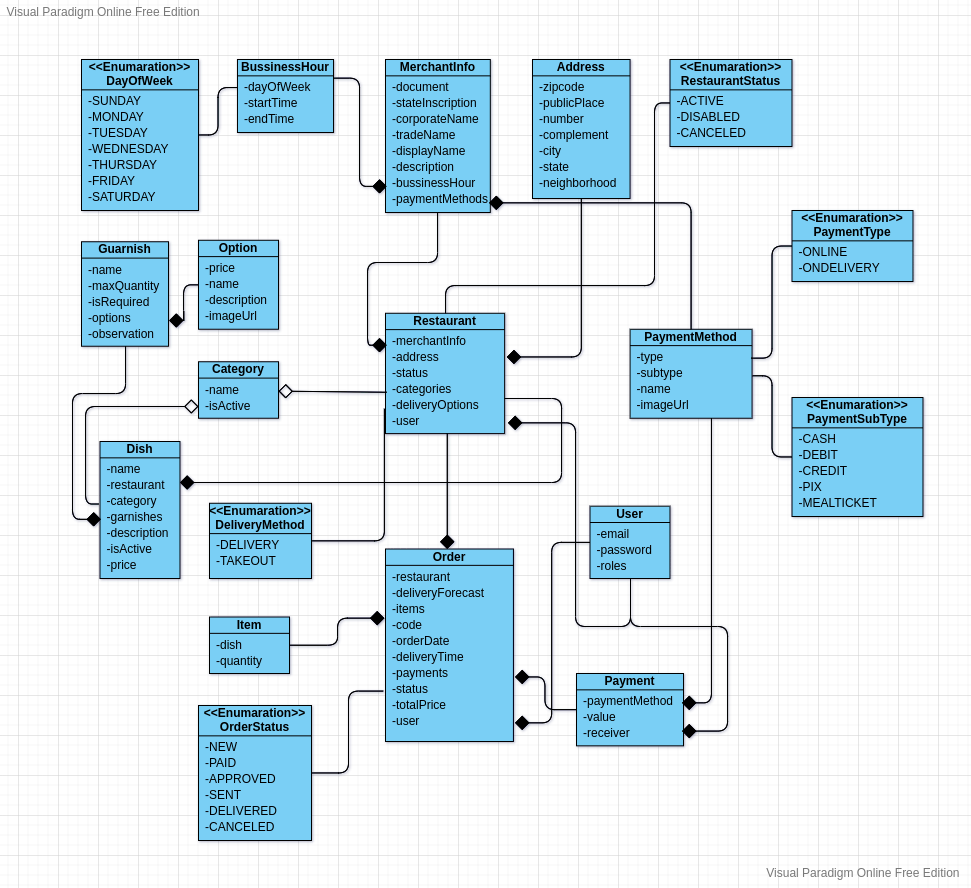 Visual Paradigm Online Free Edition
<<Enumaration>>
DayOfWeek
-SUNDAY
-MONDAY
-TUESDAY
-WEDNESDAY
-THURSDAY
-FRIDAY
-SATURDAY
BussinessHour
-dayOfWeek
-startTime
-endTime
MerchantInfo
-document
-stateInscription
-corporateName
-tradeName
-displayName
-description
-bussinessHour
-paymentMethods
Address
-zipcode
-publicPlace
-number
-complement
-city
-state
-neighborhood
<<Enumaration>>
RestaurantStatus
-ACTIVE
-DISABLED
-CANCELED
<<Enumaration>>
PaymentType
-ONLINE
-ONDELIVERY
Guarnish
-name
-maxQuantity
-isRequired
-options
-observation
Option
-price
-name
-description
-imageUrl
Restaurant
-merchantInfo
-address
-status
-categories
-deliveryOptions
-user
PaymentMethod
-type
-subtype
-name
-imageUrl
Category
-name
-isActive
<<Enumaration>>
PaymentSubType
-CASH
-DEBIT
-CREDIT
-PIX
-MEALTICKET
Dish
-name
-restaurant
-category
-garnishes
-description
-isActive
-price
<<Enumaration>>
DeliveryMethod
-DELIVERY
-TAKEOUT
User
-email
-password
-roles
Order
-restaurant
-deliveryForecast
-items
-code
-orderDate
-deliveryTime
-payments
-status
-totalPrice
-user
Item
-dish
-quantity
Payment
-paymentMethod
-value
-receiver
<<Enumaration>>
OrderStatus
-NEW
-PAID
-APPROVED
-SENT
-DELIVERED
-CANCELED
Visual Paradigm Online Free Edition